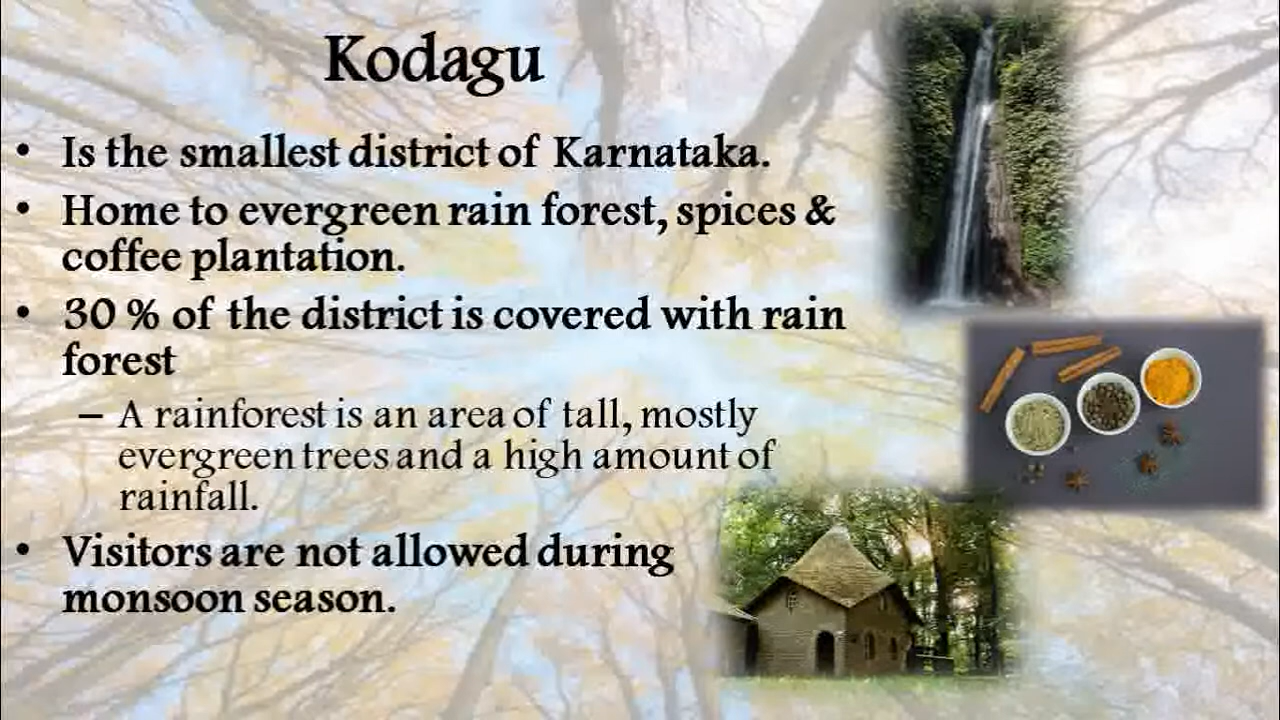 Kodagu
• Is the smallest district of Karnataka.
• Home to evergreen rain forest, spices &
coffee plantation.
• 30 % of the district is covered with rain
forest
– A rainforest is an area of tall, mostly
evergreen trees and a high amount of
rainfall.
• Visitors are not allowed during
monsoon season.